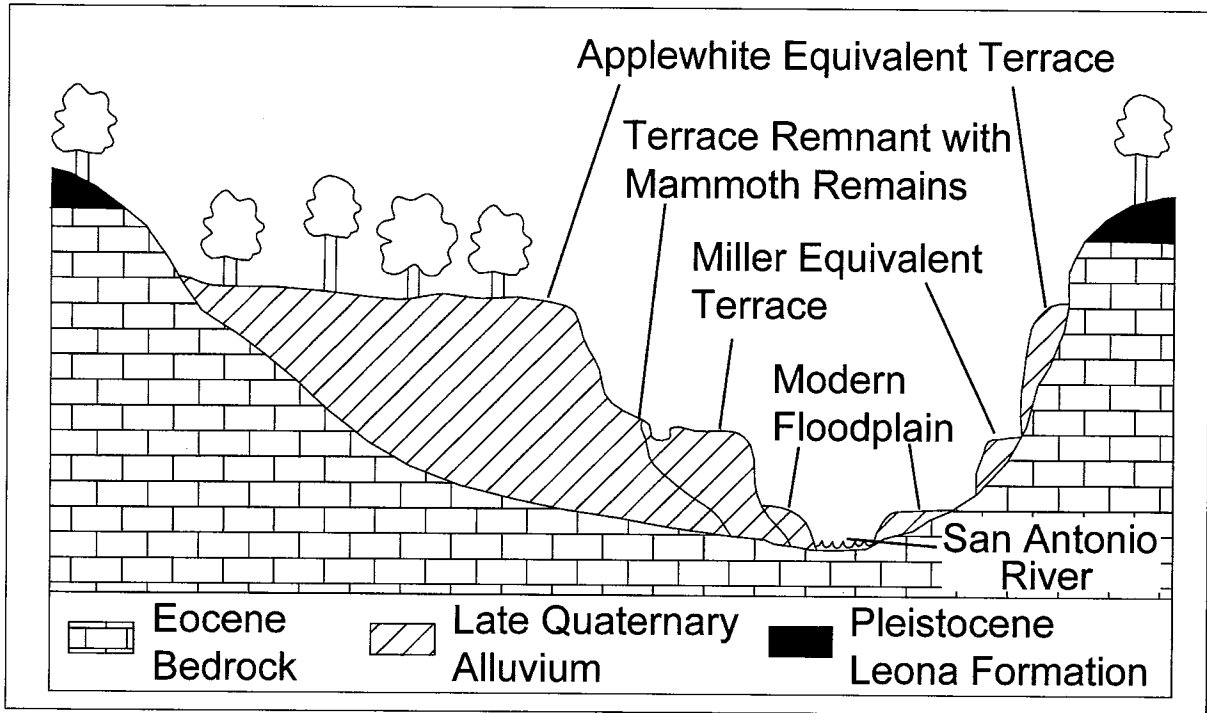 Applewhite Equivalent Terrace
Terrace Remnant with
Mammoth Remains
Miller Equivalent
Terrace
Modern
Floodplain
San Antonio
River
Eocene
Bedrock
Late Quaternary
Alluvium
Pleistocene
Leona Formation